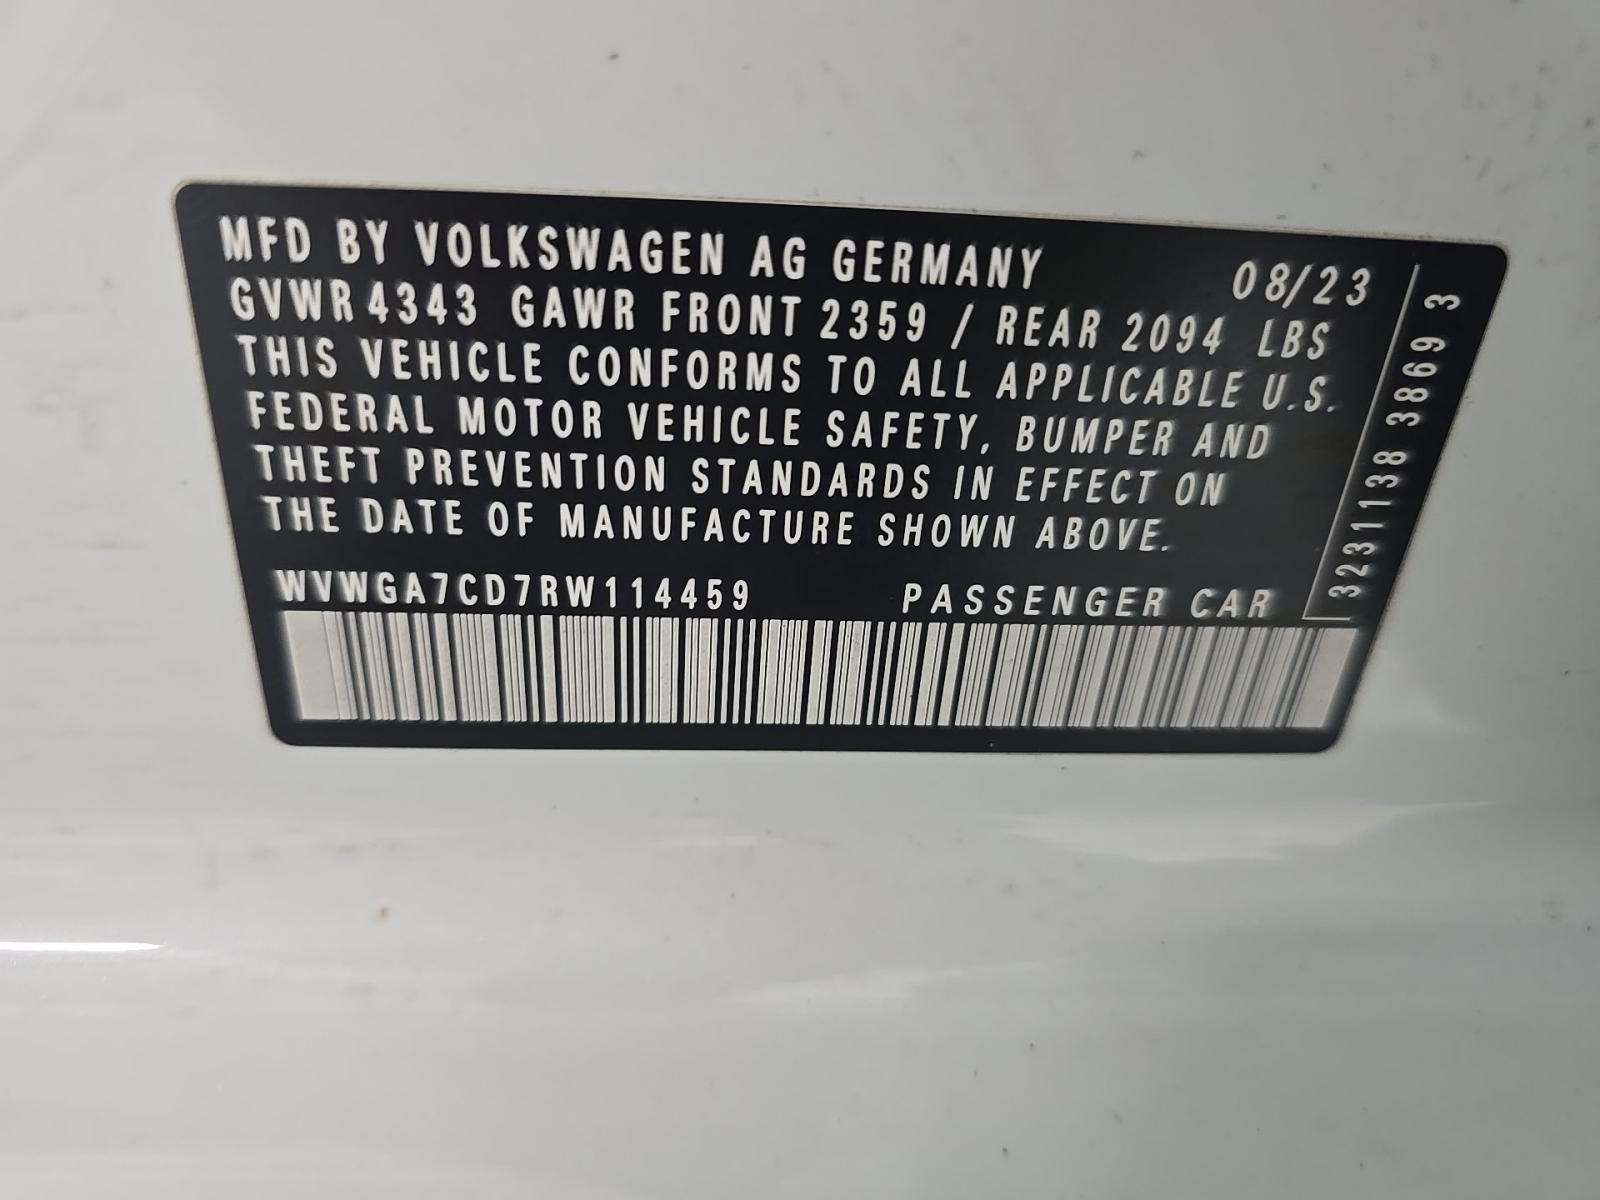 MFD BY VOLKSWAGEN AG GERMANY 08/23
GVWR 4343 GAWR FRONT 2359 / REAR 2094 LBS
THIS VEHICLE CONFORMS TO ALL APPLICABLE U.S.
FEDERAL MOTOR VEHICLE SAFETY, BUMPER AND
THEFT PREVENTION STANDARDS IN EFFECT ON
THE DATE OF MANUFACTURE SHOWN ABOVE.
WVWGA7CD7RW114459 PASSENGER CAR
3231138 3869 3